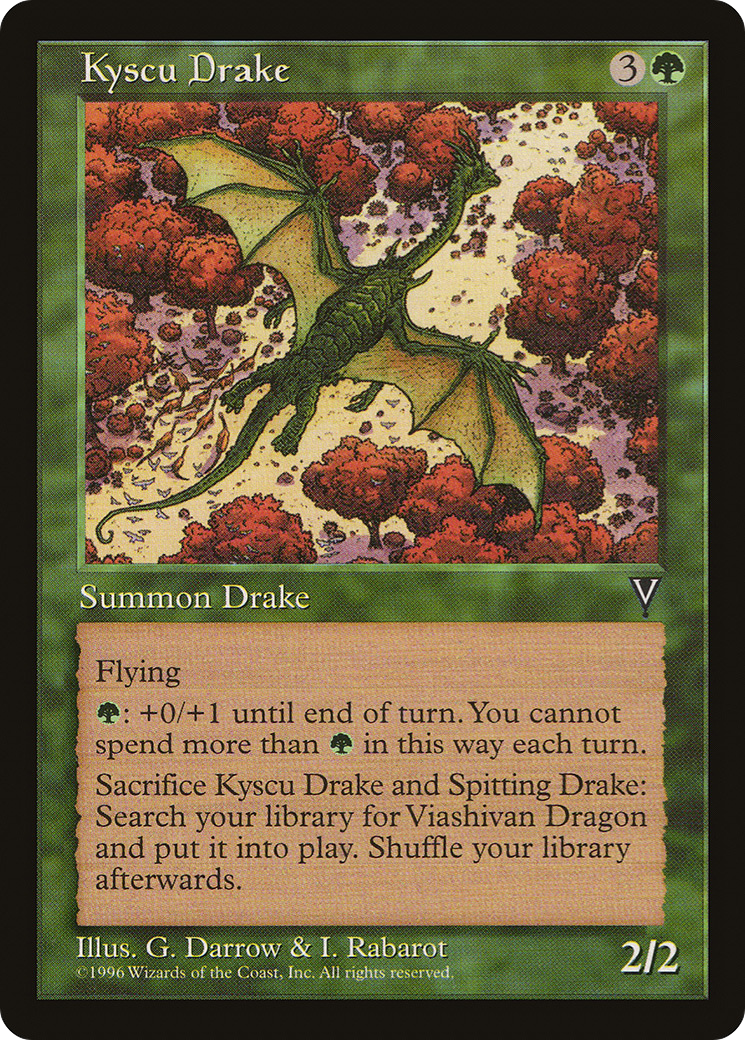 Kyscu Drake 3
Summon Drake V
Flying
: +0/+1 until end of turn. You cannot
spend more than in this way each turn.
Sacrifice Kyscu Drake and Spitting Drake:
Search your library for Viashivan Dragon
and put it into play. Shuffle your library
afterwards.
Illus. G. Darrow & I. Rabarot
©1996 Wizards of the Coast, Inc. All rights reserved.
2/2